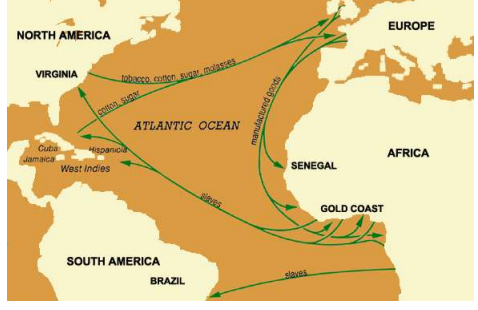 NORTH AMERICA
EUROPE
VIRGINIA
tobacco, cotton, sugar, molasses
cotton, sugar
manufactured goods
ATLANTIC OCEAN
Cuba
Hispaniola
Jamaica
West Indies
SENEGAL
AFRICA
slaves
GOLD COAST
SOUTH AMERICA
BRAZIL
slaves